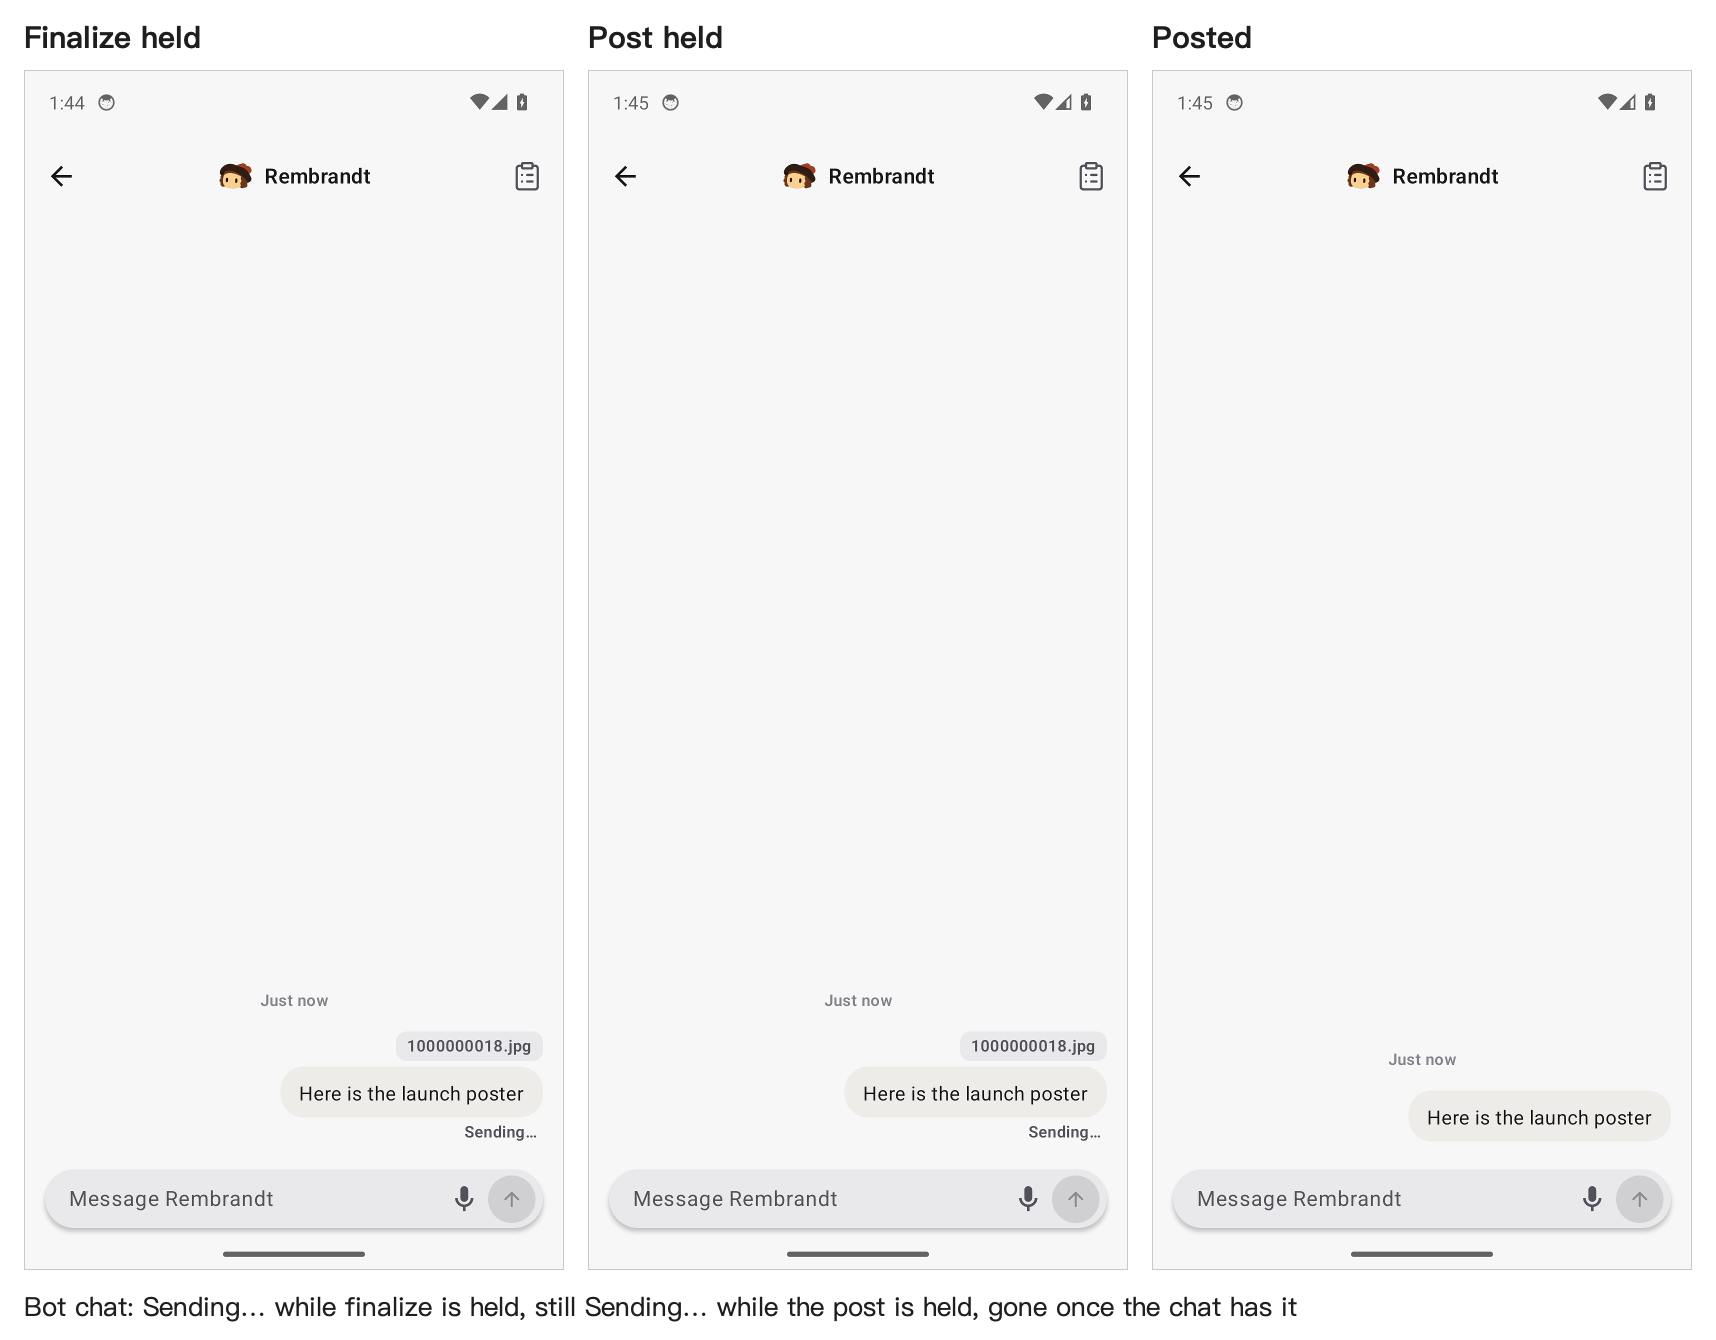 Finalize held
1:44
Rembrandt
Just now
1000000018.jpg
Here is the launch poster
Sending...
Message Rembrandt
Post held
1:45
Rembrandt
Just now
1000000018.jpg
Here is the launch poster
Sending...
Message Rembrandt
Posted
1:45
Rembrandt
Just now
Here is the launch poster
Message Rembrandt
Bot chat: Sending... while finalize is held, still Sending... while the post is held, gone once the chat has it